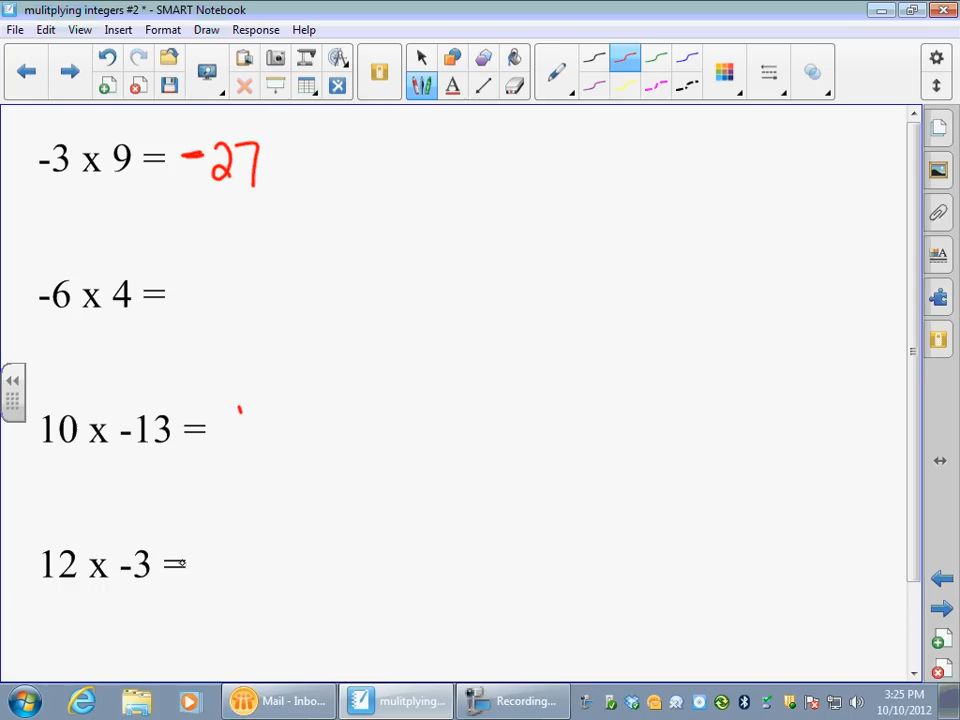 mulitplying integers #2 * - SMART Notebook
File Edit View Insert Format Draw Response Help
-3 x 9 = -27
-6 x 4 =
10 x -13 =
12 x -3 =
Mail - Inbo... mulitplying... Recording...
3:25 PM
10/10/2012